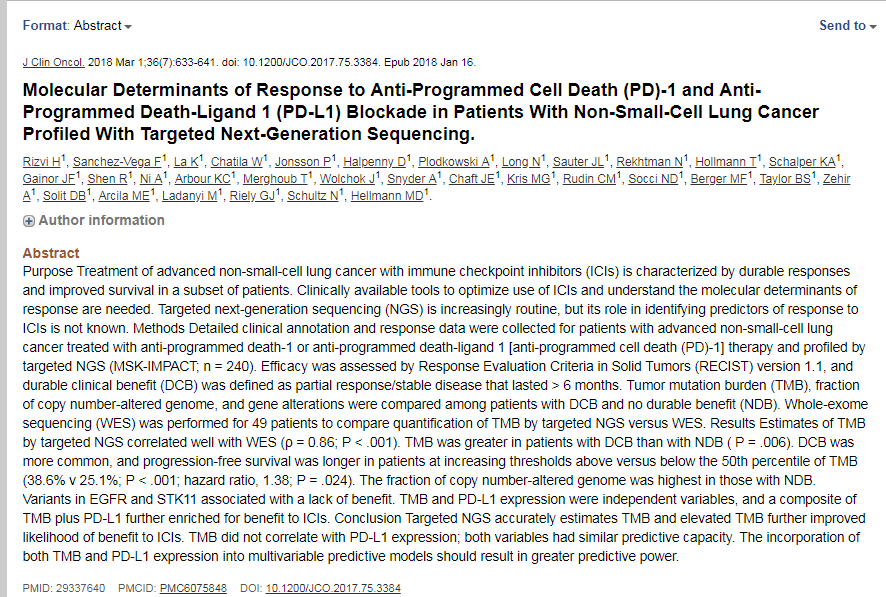 Format: Abstract
Send to
J Clin Oncol. 2018 Mar 1;36(7):633-641. doi: 10.1200/JCO.2017.75.3384. Epub 2018 Jan 16.
Molecular Determinants of Response to Anti-Programmed Cell Death (PD)-1 and Anti-
Programmed Death-Ligand 1 (PD-L1) Blockade in Patients With Non-Small-Cell Lung Cancer
Profiled With Targeted Next-Generation Sequencing.
Rizvi H1, Sanchez-Vega F1, La K1, Chatila W1, Jonsson P1, Halpenny D1, Plodkowski A1, Long N1, Sauter JL1, Rekhtman N1, Hollmann T1, Schalper KA1,
Gainor JF1, Shen R1, Ni A1, Arbour KC1, Merghoub T1, Wolchok J1, Snyder A1, Chaft JE1, Kris MG1, Rudin CM1, Socci ND1, Berger MF1, Taylor BS1, Zehir
A1, Solit DB1, Arcila ME1, Ladanyi M1, Riely GJ1, Schultz N1, Hellmann MD1.
Author information
Abstract
Purpose Treatment of advanced non-small-cell lung cancer with immune checkpoint inhibitors (ICIs) is characterized by durable responses
and improved survival in a subset of patients. Clinically available tools to optimize use of ICIs and understand the molecular determinants of
response are needed. Targeted next-generation sequencing (NGS) is increasingly routine, but its role in identifying predictors of response to
ICIs is not known. Methods Detailed clinical annotation and response data were collected for patients with advanced non-small-cell lung
cancer treated with anti-programmed death-1 or anti-programmed death-ligand 1 [anti-programmed cell death (PD)-1] therapy and profiled by
targeted NGS (MSK-IMPACT; n = 240). Efficacy was assessed by Response Evaluation Criteria in Solid Tumors (RECIST) version 1.1, and
durable clinical benefit (DCB) was defined as partial response/stable disease that lasted > 6 months. Tumor mutation burden (TMB), fraction
of copy number-altered genome, and gene alterations were compared among patients with DCB and no durable benefit (NDB). Whole-exome
sequencing (WES) was performed for 49 patients to compare quantification of TMB by targeted NGS versus WES. Results Estimates of TMB
by targeted NGS correlated well with WES (ρ = 0.86; P < .001). TMB was greater in patients with DCB than with NDB ( P = .006). DCB was
more common, and progression-free survival was longer in patients at increasing thresholds above versus below the 50th percentile of TMB
(38.6% v 25.1%; P < .001; hazard ratio, 1.38; P = .024). The fraction of copy number-altered genome was highest in those with NDB.
Variants in EGFR and STK11 associated with a lack of benefit. TMB and PD-L1 expression were independent variables, and a composite of
TMB plus PD-L1 further enriched for benefit to ICIs. Conclusion Targeted NGS accurately estimates TMB and elevated TMB further improved
likelihood of benefit to ICIs. TMB did not correlate with PD-L1 expression; both variables had similar predictive capacity. The incorporation of
both TMB and PD-L1 expression into multivariable predictive models should result in greater predictive power.
PMID: 29337640 PMCID: PMC6075848 DOI: 10.1200/JCO.2017.75.3384